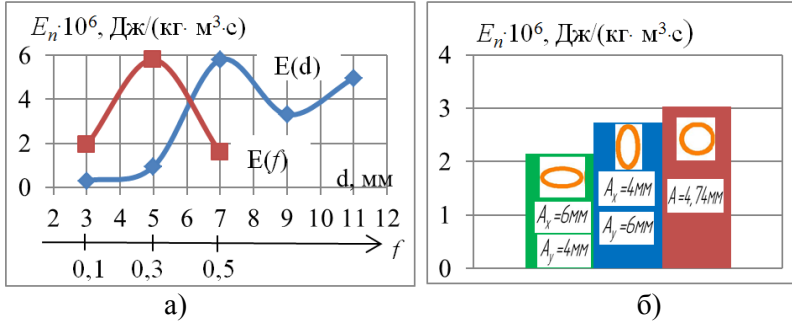 Eₙ·10⁶, Дж/(кг· м³·с)
6
4
2
0
E(d)
E(f)
d, мм
2 3 4 5 6 7 8 9 10 11 12
f
0,1 0,3 0,5
а)
Eₙ·10⁶, Дж/(кг· м³·с)
4
3
2
1
0
Aₓ=6мм
A_y=4мм
Aₓ=4мм
A_y=6мм
A=4,74мм
б)